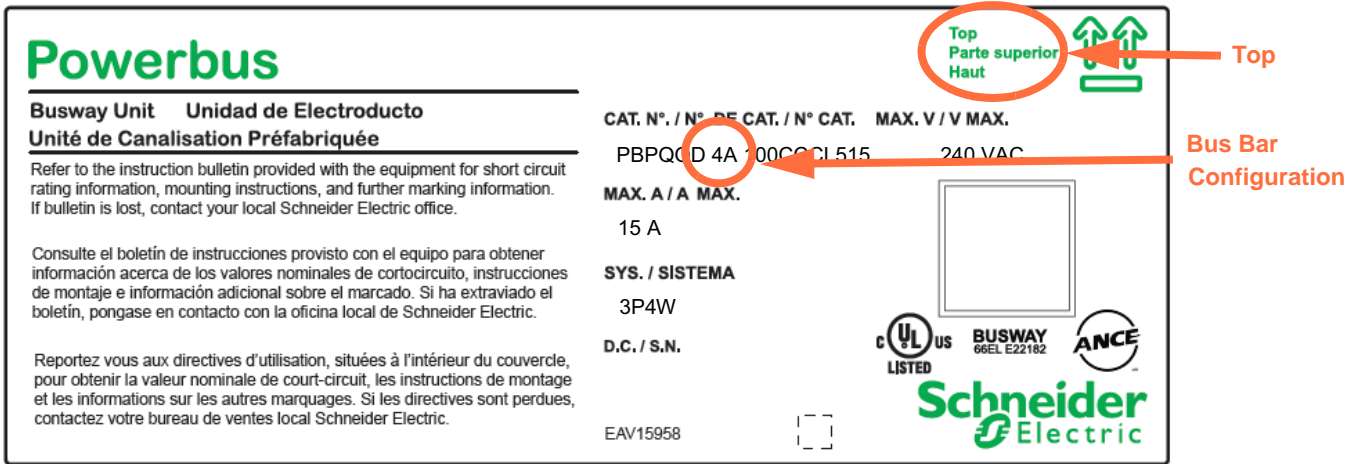 Powerbus
Top
Parte superior
Haut
Top
Busway Unit Unidad de Electroducto
Unité de Canalisation Préfabriquée
Refer to the instruction bulletin provided with the equipment for short circuit
rating information, mounting instructions, and further marking information.
If bulletin is lost, contact your local Schneider Electric office.
Consulte el boletín de instrucciones provisto con el equipo para obtener
información acerca de los valores nominales de cortocircuito, instrucciones
de montaje e información adicional sobre el marcado. Si ha extraviado el
boletín, pongase en contacto con la oficina local de Schneider Electric.
Reportez vous aux directives d'utilisation, situées à l'intérieur du couvercle,
pour obtenir la valeur nominale de court-circuit, les instructions de montage
et les informations sur les autres marquages. Si les directives sont perdues,
contactez votre bureau de ventes local Schneider Electric.
CAT. N°. / N°. DE CAT. / N° CAT. MAX. V / V MAX.
4A 240 VAC
Bus Bar
Configuration
MAX. A / A MAX.
15 A
SYS. / SISTEMA
3P4W
D.C. / S.N.
EAV15958
C UL US
LISTED
BUSWAY
66EL E22182
ANCE
Schneider
Electric